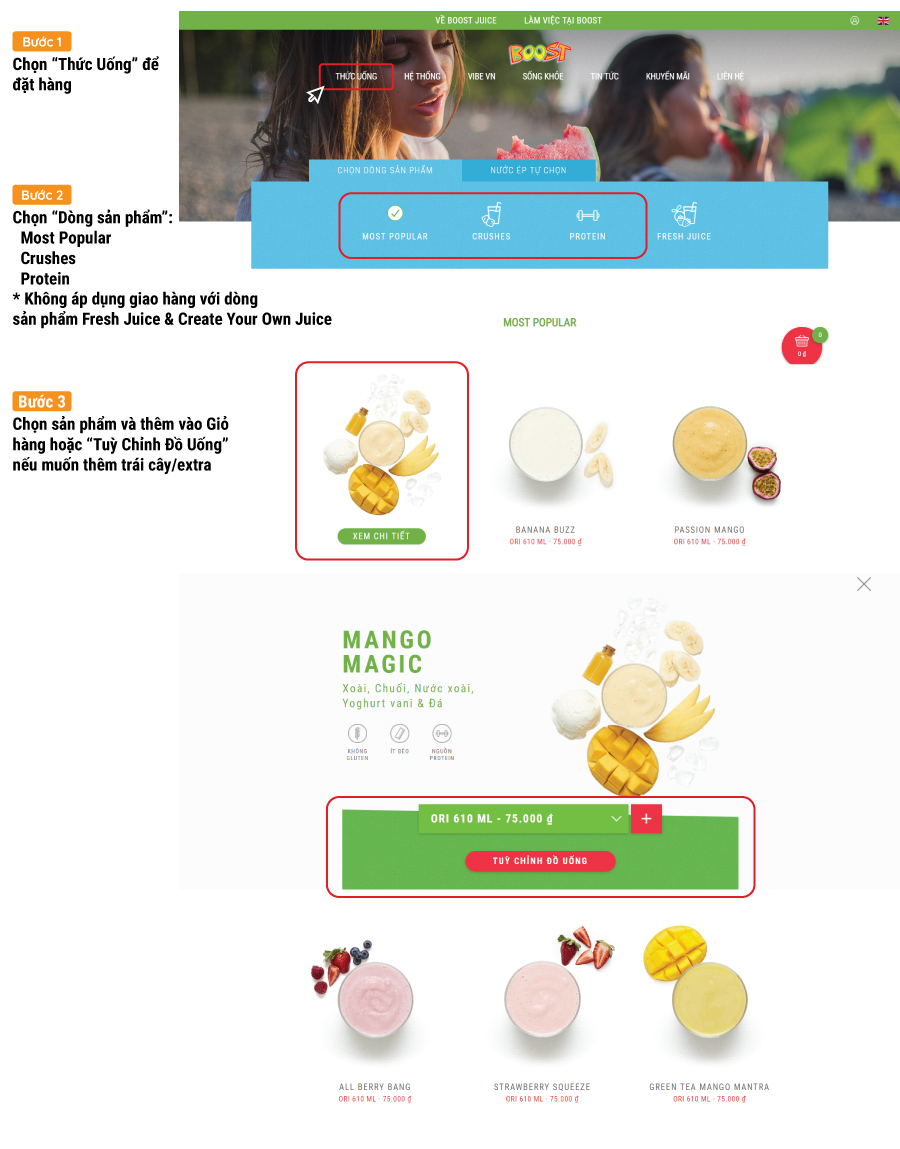 VỀ BOOST JUICE
LÀM VIỆC TẠI BOOST
Bước 1
Chọn “Thức Uống” để
đặt hàng
BOOST
THỨC UỐNG
HỆ THỐNG
VIBE VN
SỐNG KHỎE
TIN TỨC
KHUYẾN MÃI
LIÊN HỆ
CHỌN DÒNG SẢN PHẨM
NƯỚC ÉP TỰ CHỌN
Bước 2
Chọn “Dòng sản phẩm”:
Most Popular
Crushes
Protein
* Không áp dụng giao hàng với dòng
sản phẩm Fresh Juice & Create Your Own Juice
MOST POPULAR
CRUSHES
PROTEIN
FRESH JUICE
MOST POPULAR
0
0 ₫
Bước 3
Chọn sản phẩm và thêm vào Giỏ
hàng hoặc “Tuỳ Chỉnh Đồ Uống”
nếu muốn thêm trái cây/extra
XEM CHI TIẾT
BANANA BUZZ
ORI 610 ML - 75.000 ₫
PASSION MANGO
ORI 610 ML - 75.000 ₫
MANGO
MAGIC
Xoài, Chuối, Nước xoài,
Yoghurt vani & Đá
KHÔNG
GLUTEN
ÍT BÉO
NGUỒN
PROTEIN
ORI 610 ML - 75.000 ₫
+
TUỲ CHỈNH ĐỒ UỐNG
ALL BERRY BANG
ORI 610 ML - 75.000 ₫
STRAWBERRY SQUEEZE
ORI 610 ML - 75.000 ₫
GREEN TEA MANGO MANTRA
ORI 610 ML - 75.000 ₫